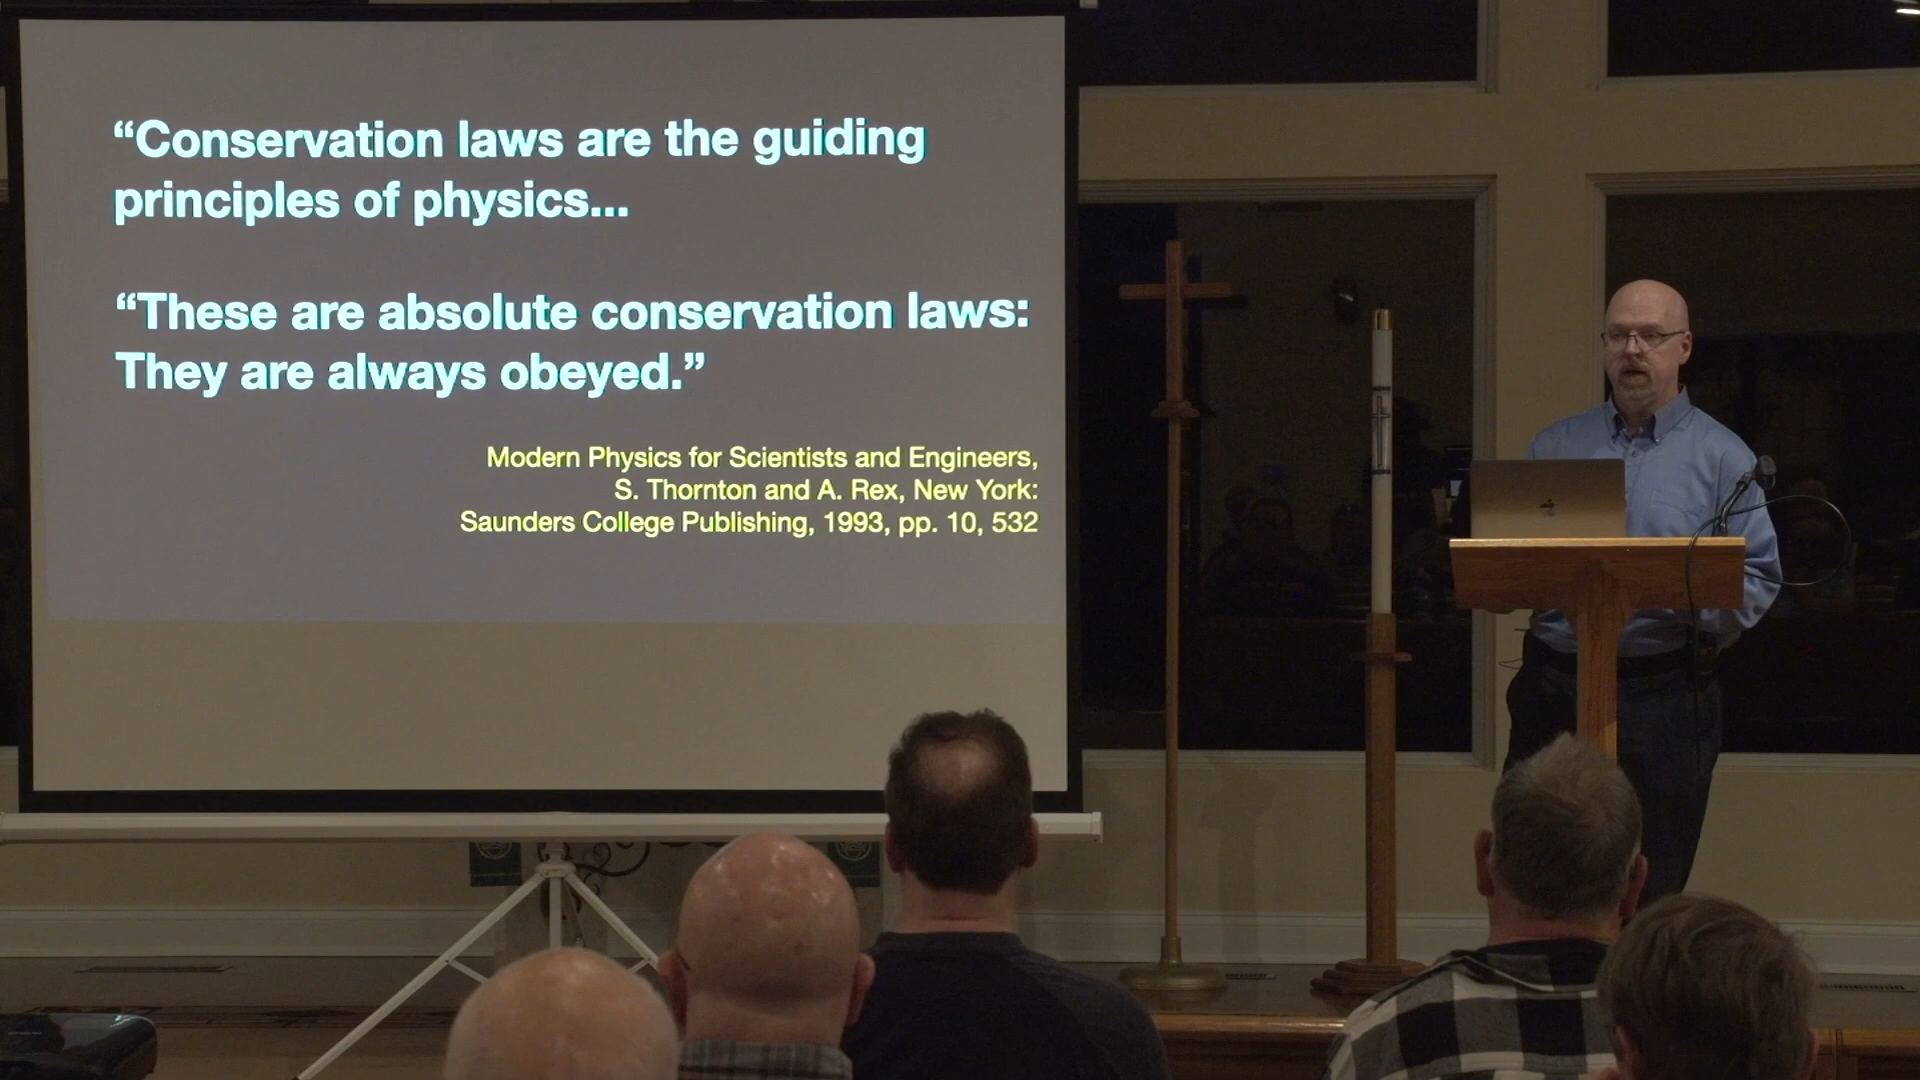 “Conservation laws are the guiding
principles of physics...
“These are absolute conservation laws:
They are always obeyed.”
Modern Physics for Scientists and Engineers,
S. Thornton and A. Rex, New York:
Saunders College Publishing, 1993, pp. 10, 532